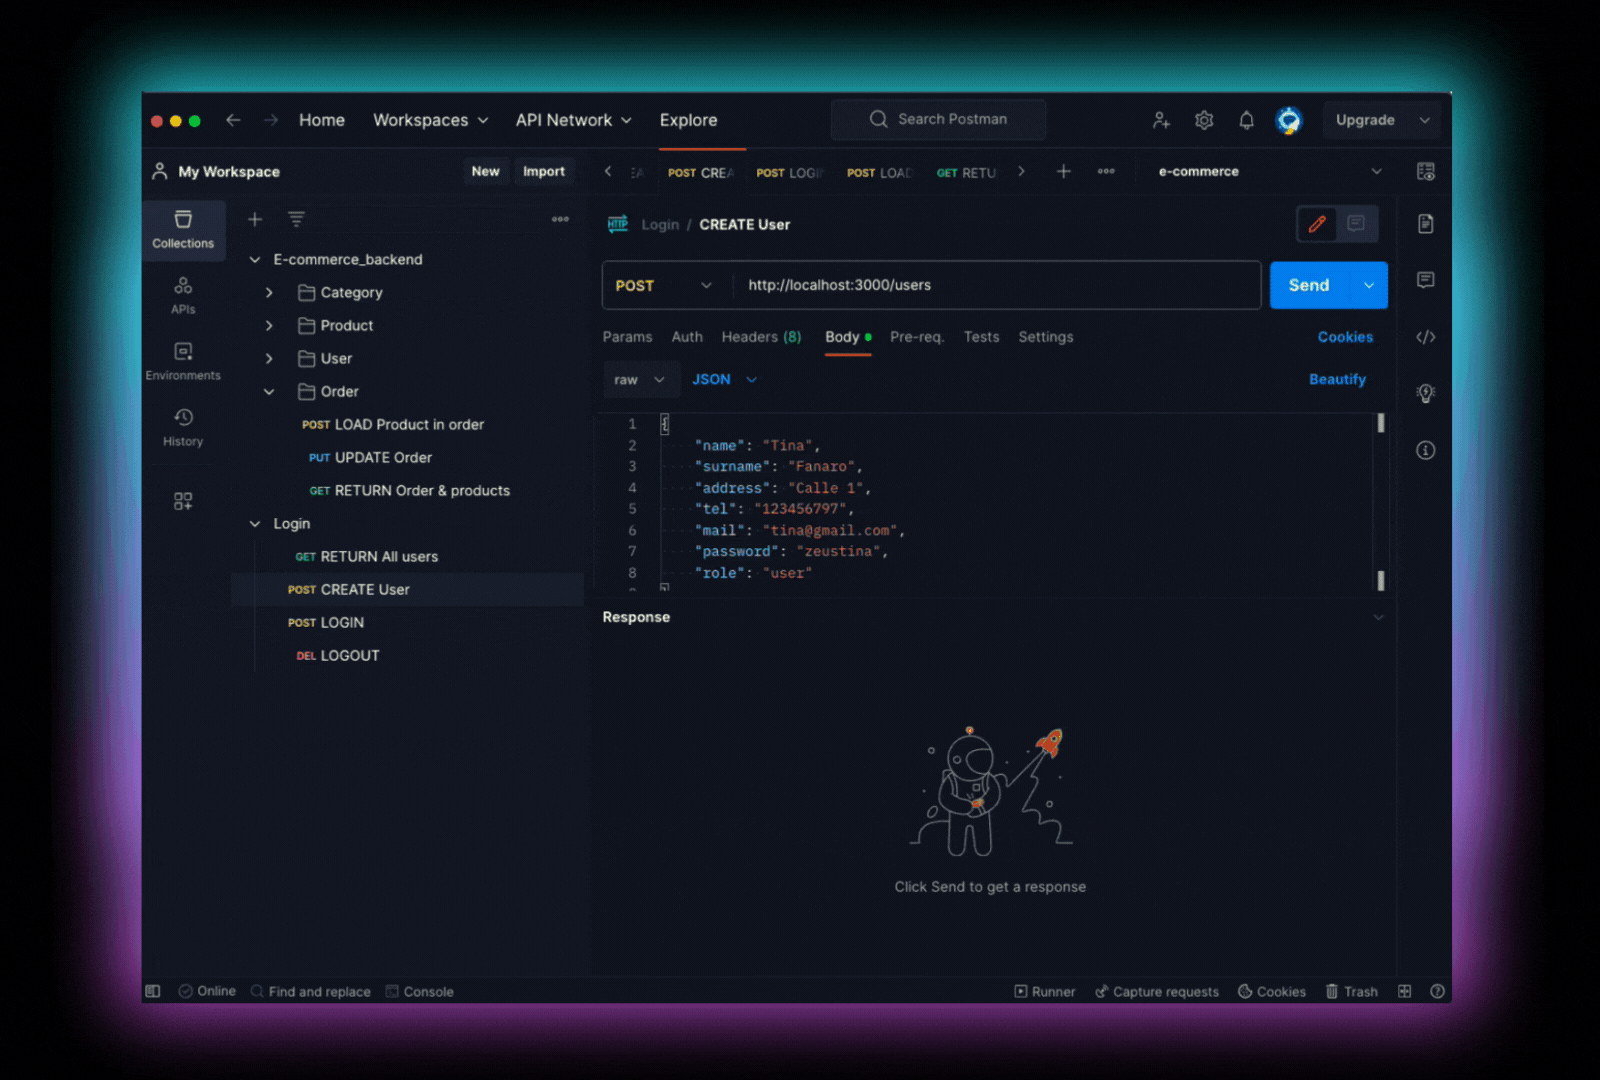 Home Workspaces API Network Explore Search Postman Upgrade
My Workspace New Import POST CREA POST LOGIN POST LOAD GET RETU e-commerce
Collections
APIs
Environments
History
E-commerce_backend
Category
Product
User
Order
POST LOAD Product in order
PUT UPDATE Order
GET RETURN Order & products
Login
GET RETURN All users
POST CREATE User
POST LOGIN
DEL LOGOUT
HTTP Login / CREATE User
POST http://localhost:3000/users Send
Params Auth Headers (8) Body Pre-req. Tests Settings Cookies
raw JSON Beautify
1 {
2 "name": "Tina",
3 "surname": "Fanaro",
4 "address": "Calle 1",
5 "tel": "123456797",
6 "mail": "tina@gmail.com",
7 "password": "zeustina",
8 "role": "user"
Response
Click Send to get a response
Online Find and replace Console Runner Capture requests Cookies Trash